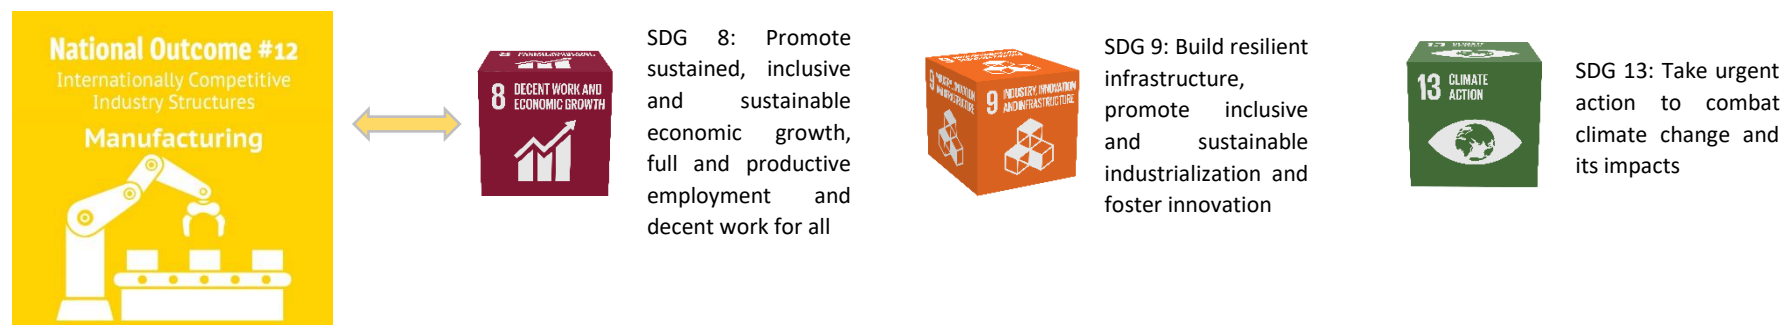 National Outcome #12
Internationally Competitive
Industry Structures
Manufacturing
8 DECENT WORK AND
ECONOMIC GROWTH
SDG 8: Promote
sustained, inclusive
and sustainable
economic growth,
full and productive
employment and
decent work for all
9 INDUSTRY, INNOVATION
AND INFRASTRUCTURE
SDG 9: Build resilient
infrastructure,
promote inclusive
and sustainable
industrialization and
foster innovation
13 CLIMATE
ACTION
SDG 13: Take urgent
action to combat
climate change and
its impacts